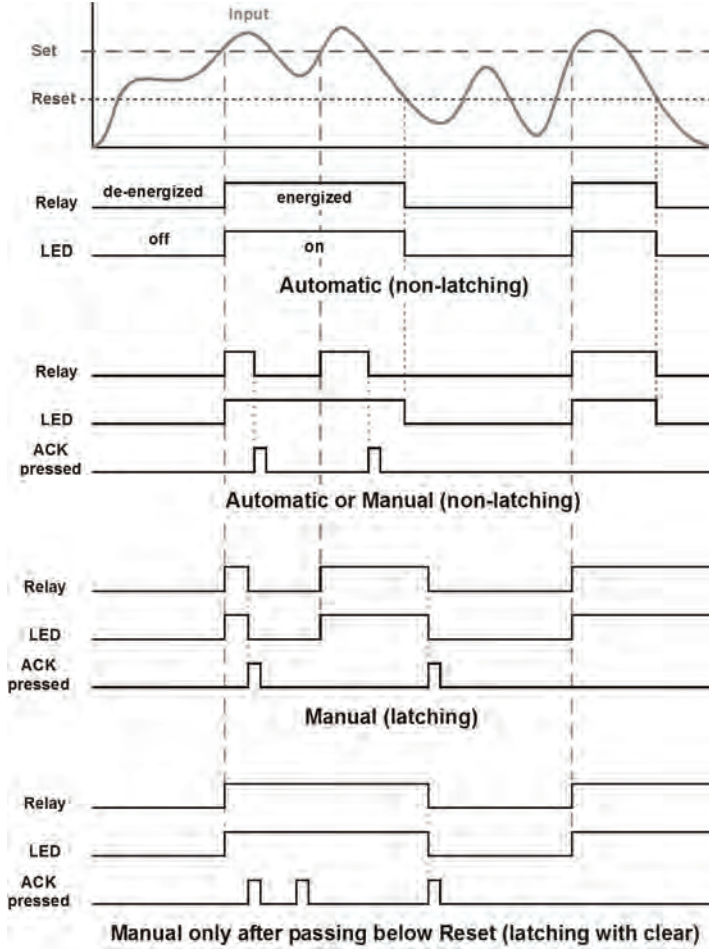 Input
Set
Reset
de-energized
energized
Relay
off
on
LED
Automatic (non-latching)
Relay
LED
ACK
pressed
Automatic or Manual (non-latching)
Relay
LED
ACK
pressed
Manual (latching)
Relay
LED
ACK
pressed
Manual only after passing below Reset (latching with clear)